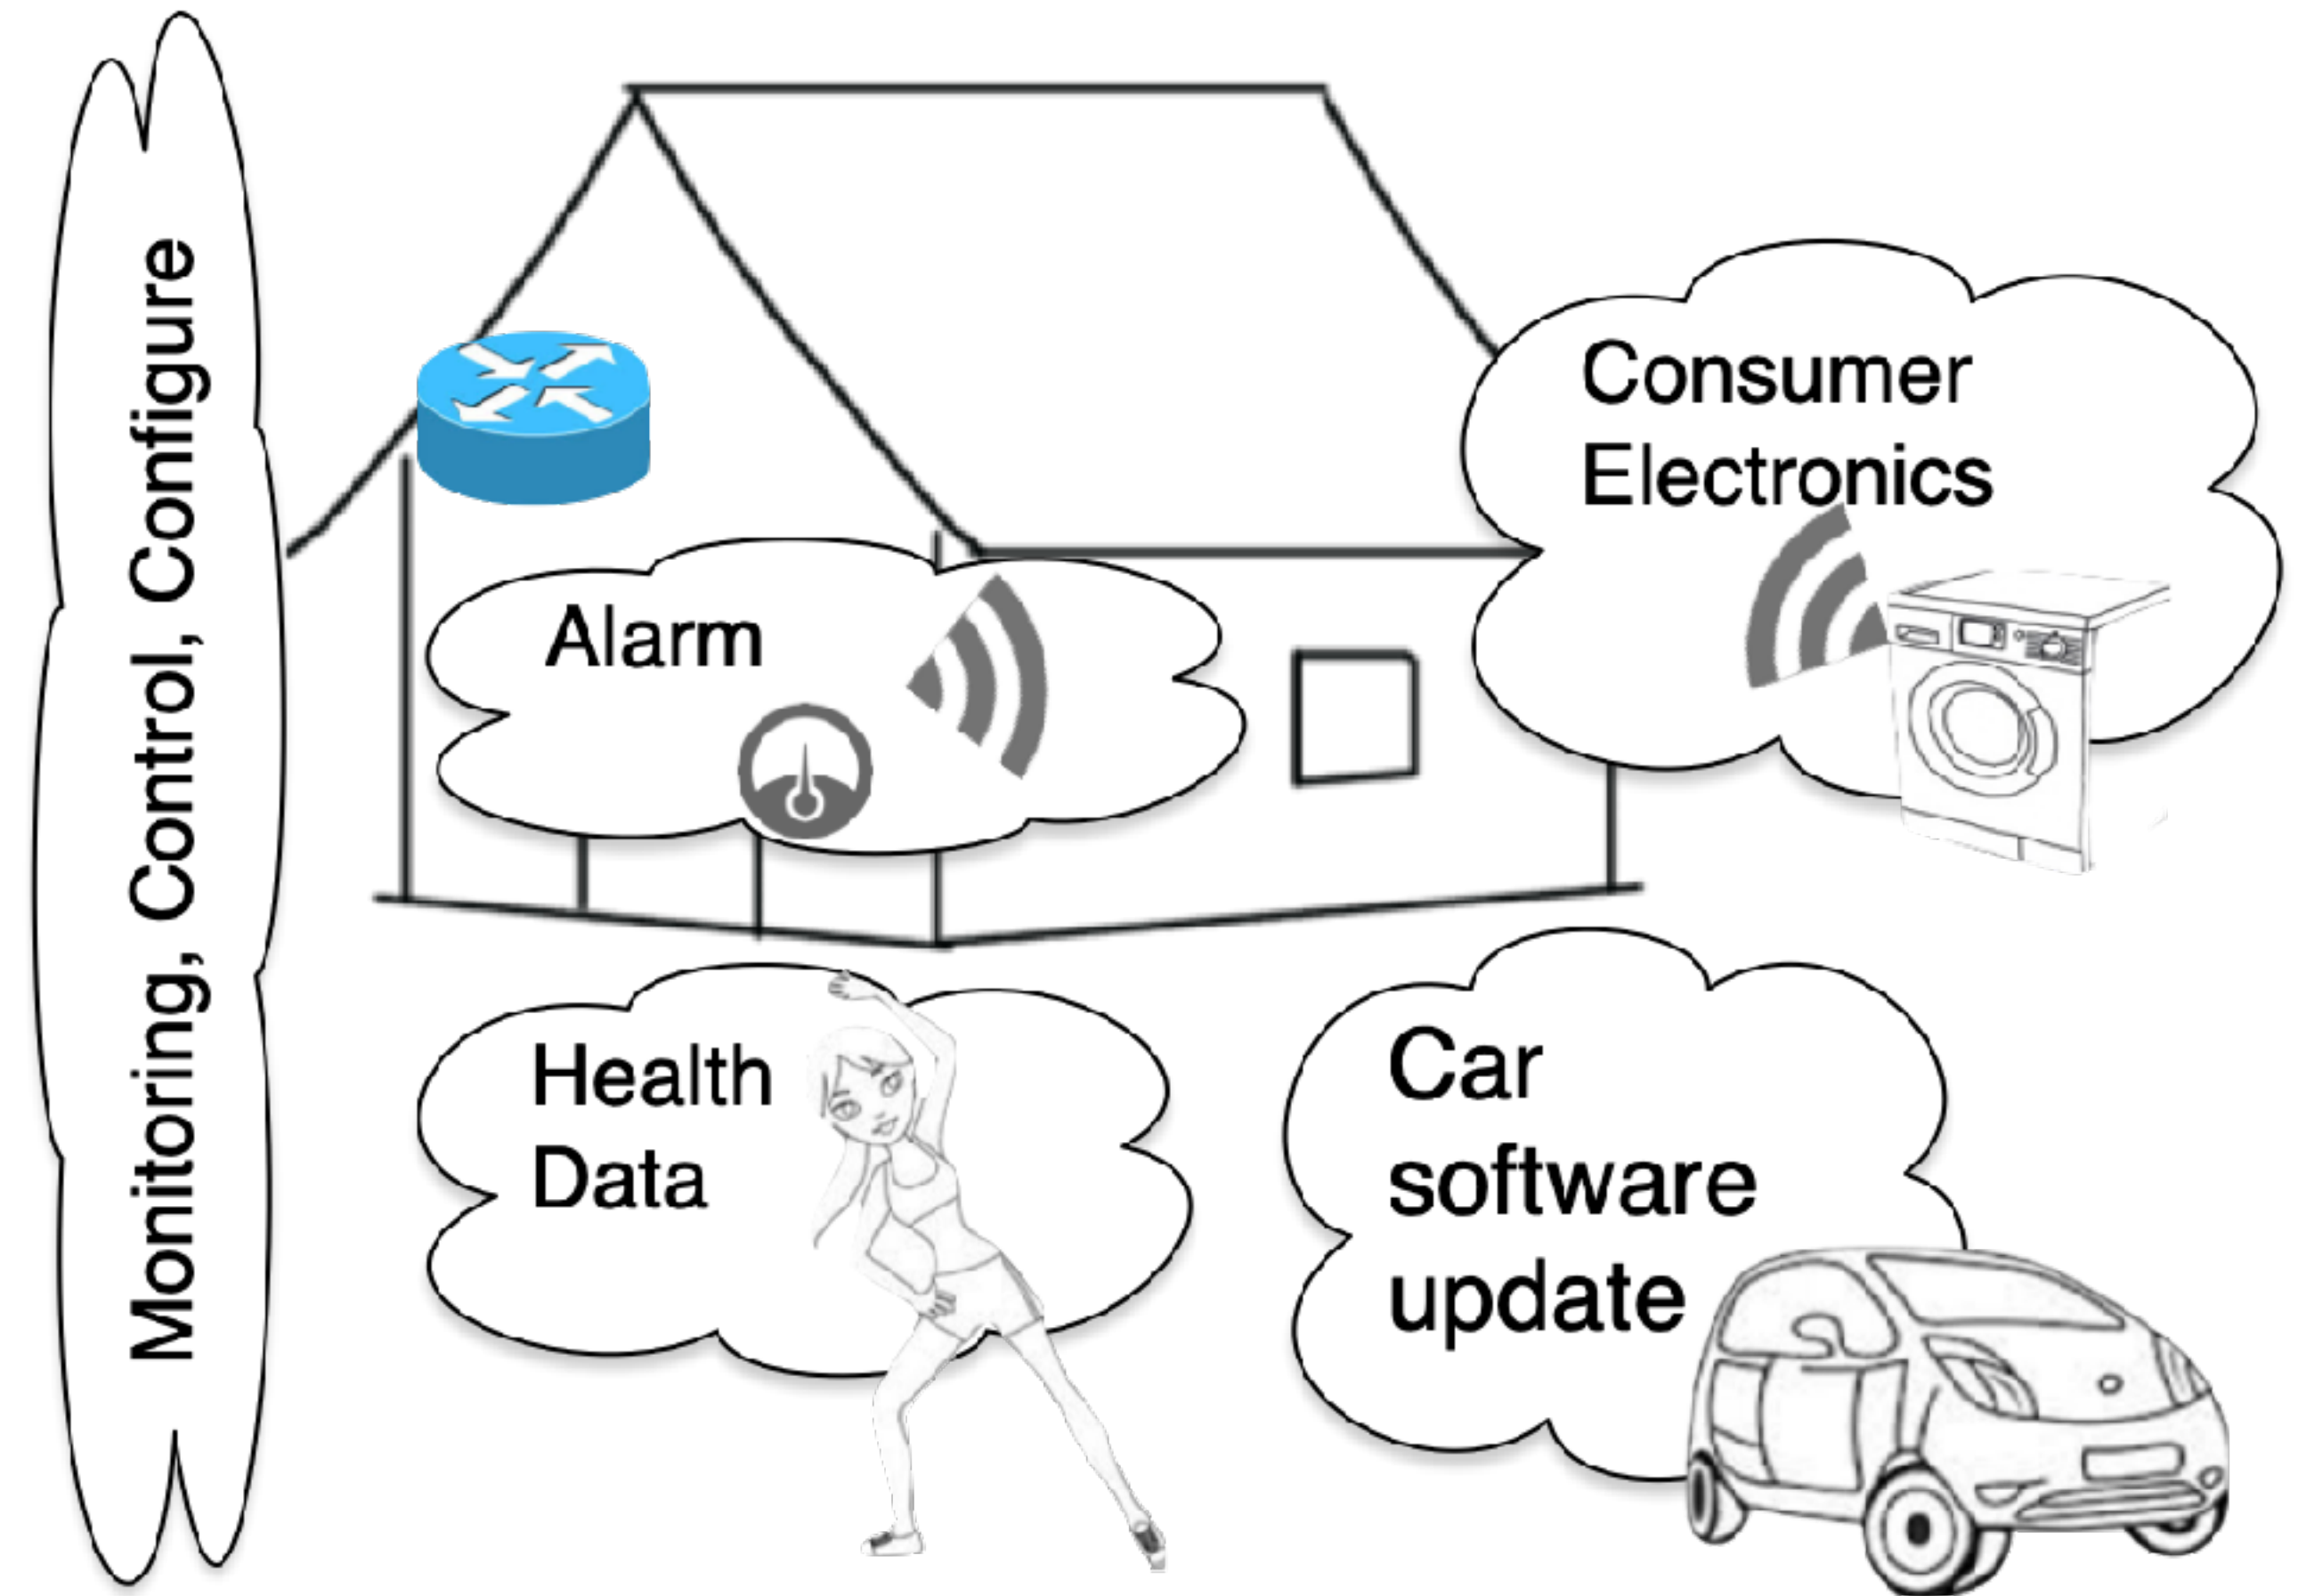 Monitoring, Control, Configure
Consumer
Electronics
Alarm
Health
Data
Car
software
update